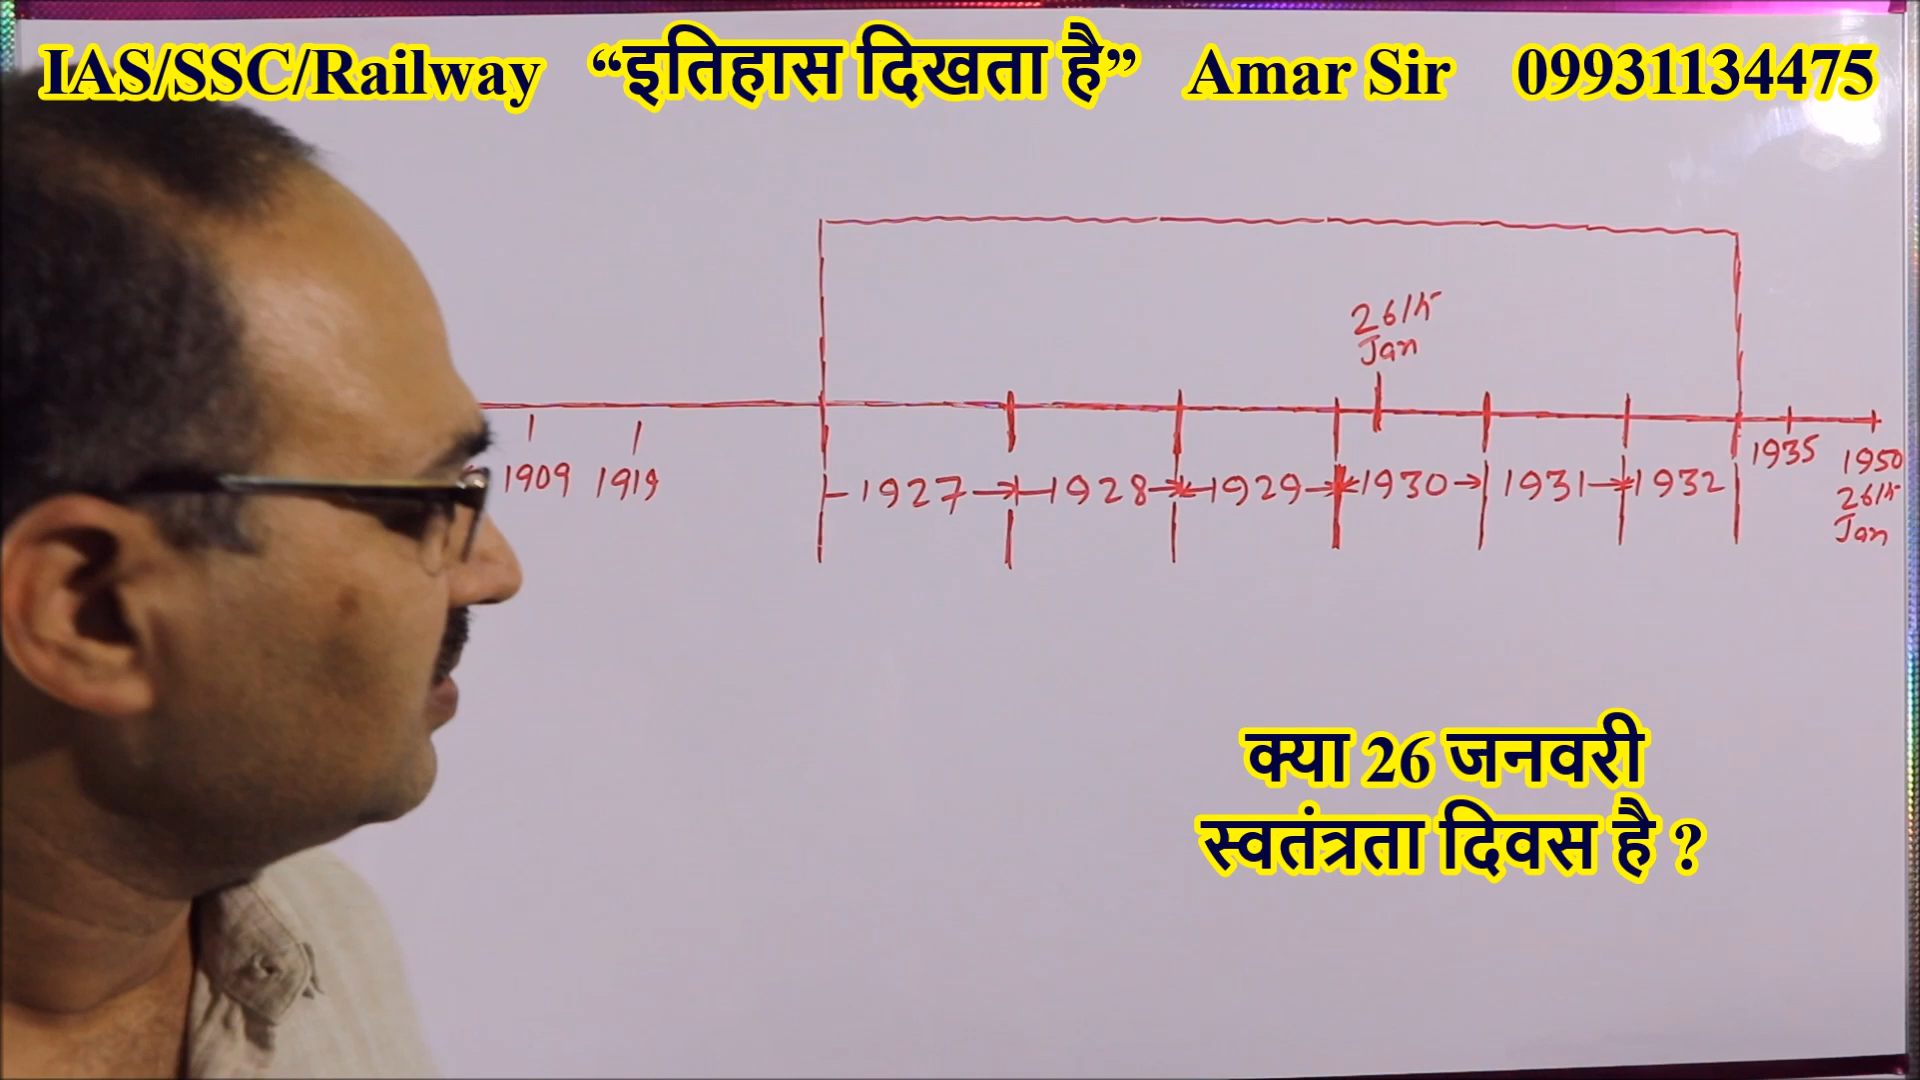 IAS/SSC/Railway “इतिहास दिखता है” Amar Sir 09931134475
26th
Jan
1909 1919 1927 1928 1929 1930 1931 1932 1935 1950
26th
Jan
क्या 26 जनवरी
स्वतंत्रता दिवस है ?